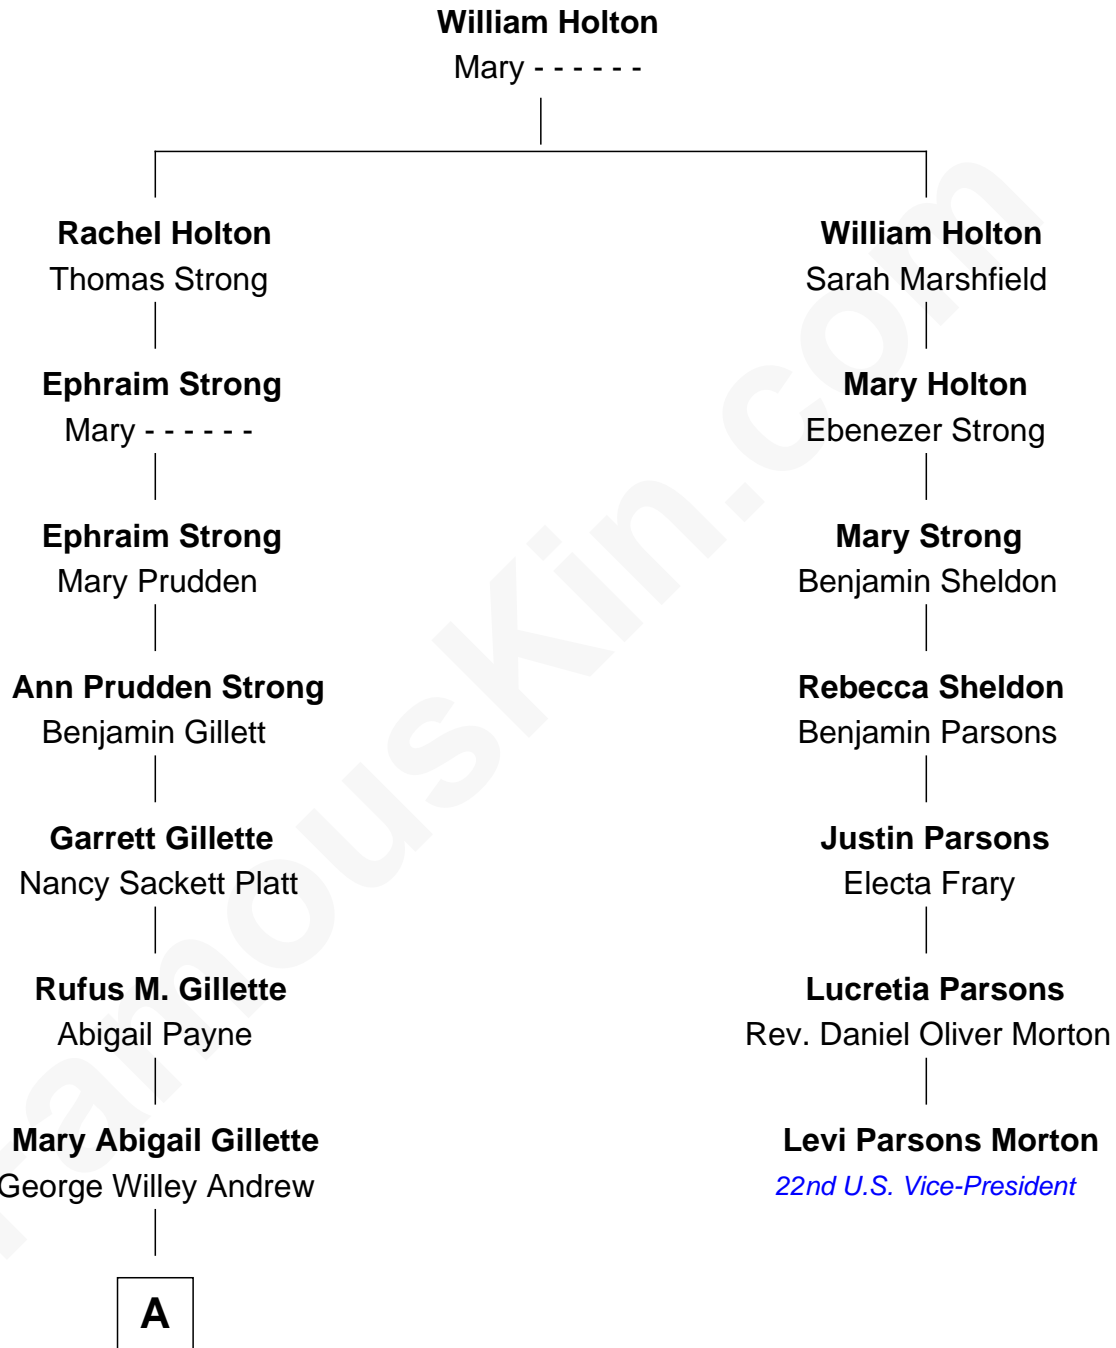 William Holton
Mary - - - - - -
Rachel Holton
Thomas Strong
William Holton
Sarah Marshfield
Ephraim Strong
Mary - - - - - -
Mary Holton
Ebenezer Strong
Ephraim Strong
Mary Prudden
Mary Strong
Benjamin Sheldon
Ann Prudden Strong
Benjamin Gillett
Rebecca Sheldon
Benjamin Parsons
Garrett Gillette
Nancy Sackett Platt
Justin Parsons
Electa Frary
Rufus M. Gillette
Abigail Payne
Lucretia Parsons
Rev. Daniel Oliver Morton
Mary Abigail Gillette
George Willey Andrew
Levi Parsons Morton
22nd U.S. Vice-President
A
FamousKin.com